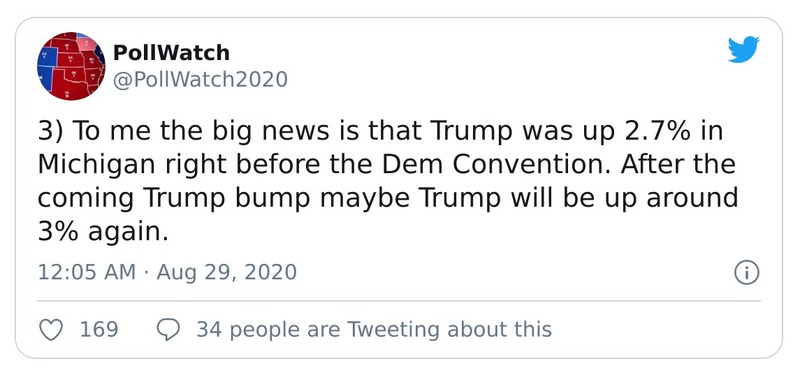 PollWatch
@PollWatch2020
3) To me the big news is that Trump was up 2.7% in
Michigan right before the Dem Convention. After the
coming Trump bump maybe Trump will be up around
3% again.
12:05 AM · Aug 29, 2020
169 34 people are Tweeting about this